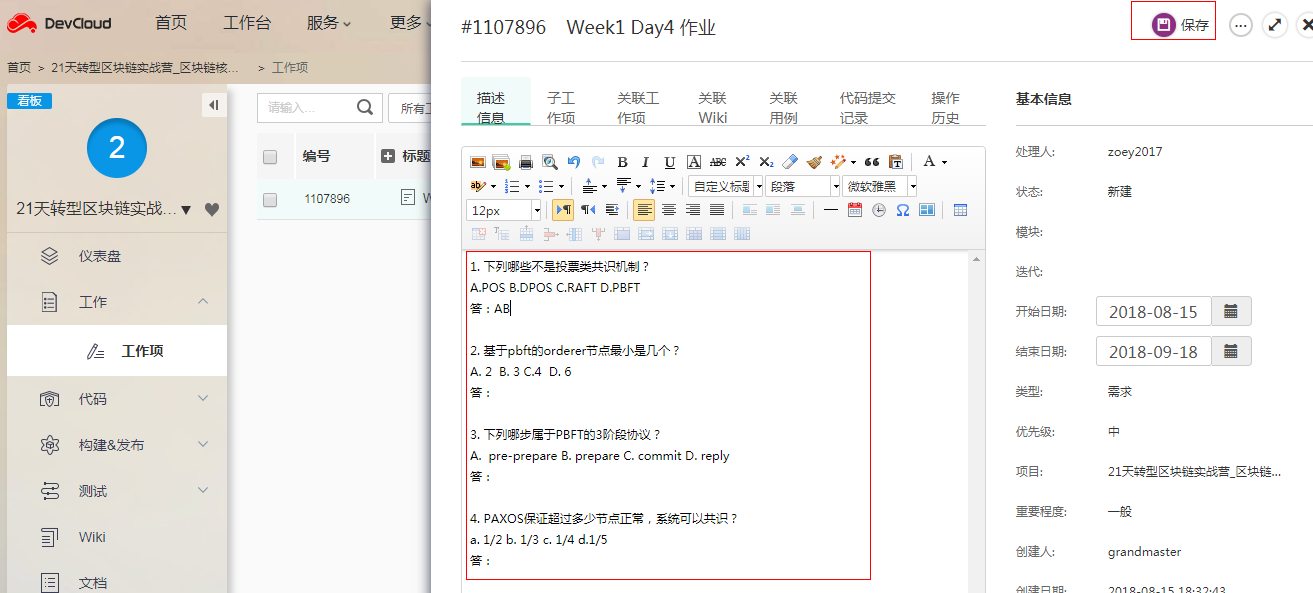 DevCloud 首页 工作台 服务 更多
首页 > 21天转型区块链实战营_区块链核... > 工作项
看板
2
21天转型区块链实战...
仪表盘
工作
工作项
代码
构建&发布
测试
Wiki
文档
请输入...
所有工
编号 标题
1107896 W
#1107896 Week1 Day4 作业
保存
描述信息
子工作项
关联工作项
关联Wiki
关联用例
代码提交记录
操作历史
B I U A ABC X² X₂ A
自定义标题 段落 微软雅黑
12px
1. 下列哪些不是投票类共识机制？
A.POS B.DPOS C.RAFT D.PBFT
答：AB
2. 基于pbft的orderer节点最小是几个？
A. 2 B. 3 C.4 D. 6
答：
3. 下列哪步属于PBFT的3阶段协议？
A. pre-prepare B. prepare C. commit D. reply
答：
4. PAXOS保证超过多少节点正常，系统可以共识？
a. 1/2 b. 1/3 c. 1/4 d.1/5
答：
基本信息
处理人: zoey2017
状态: 新建
模块:
迭代:
开始日期: 2018-08-15
结束日期: 2018-09-18
类型: 需求
优先级: 中
项目: 21天转型区块链实战营_区块链...
重要程度: 一般
创建人: grandmaster
创建日期: 2018-08-15 18:32:43